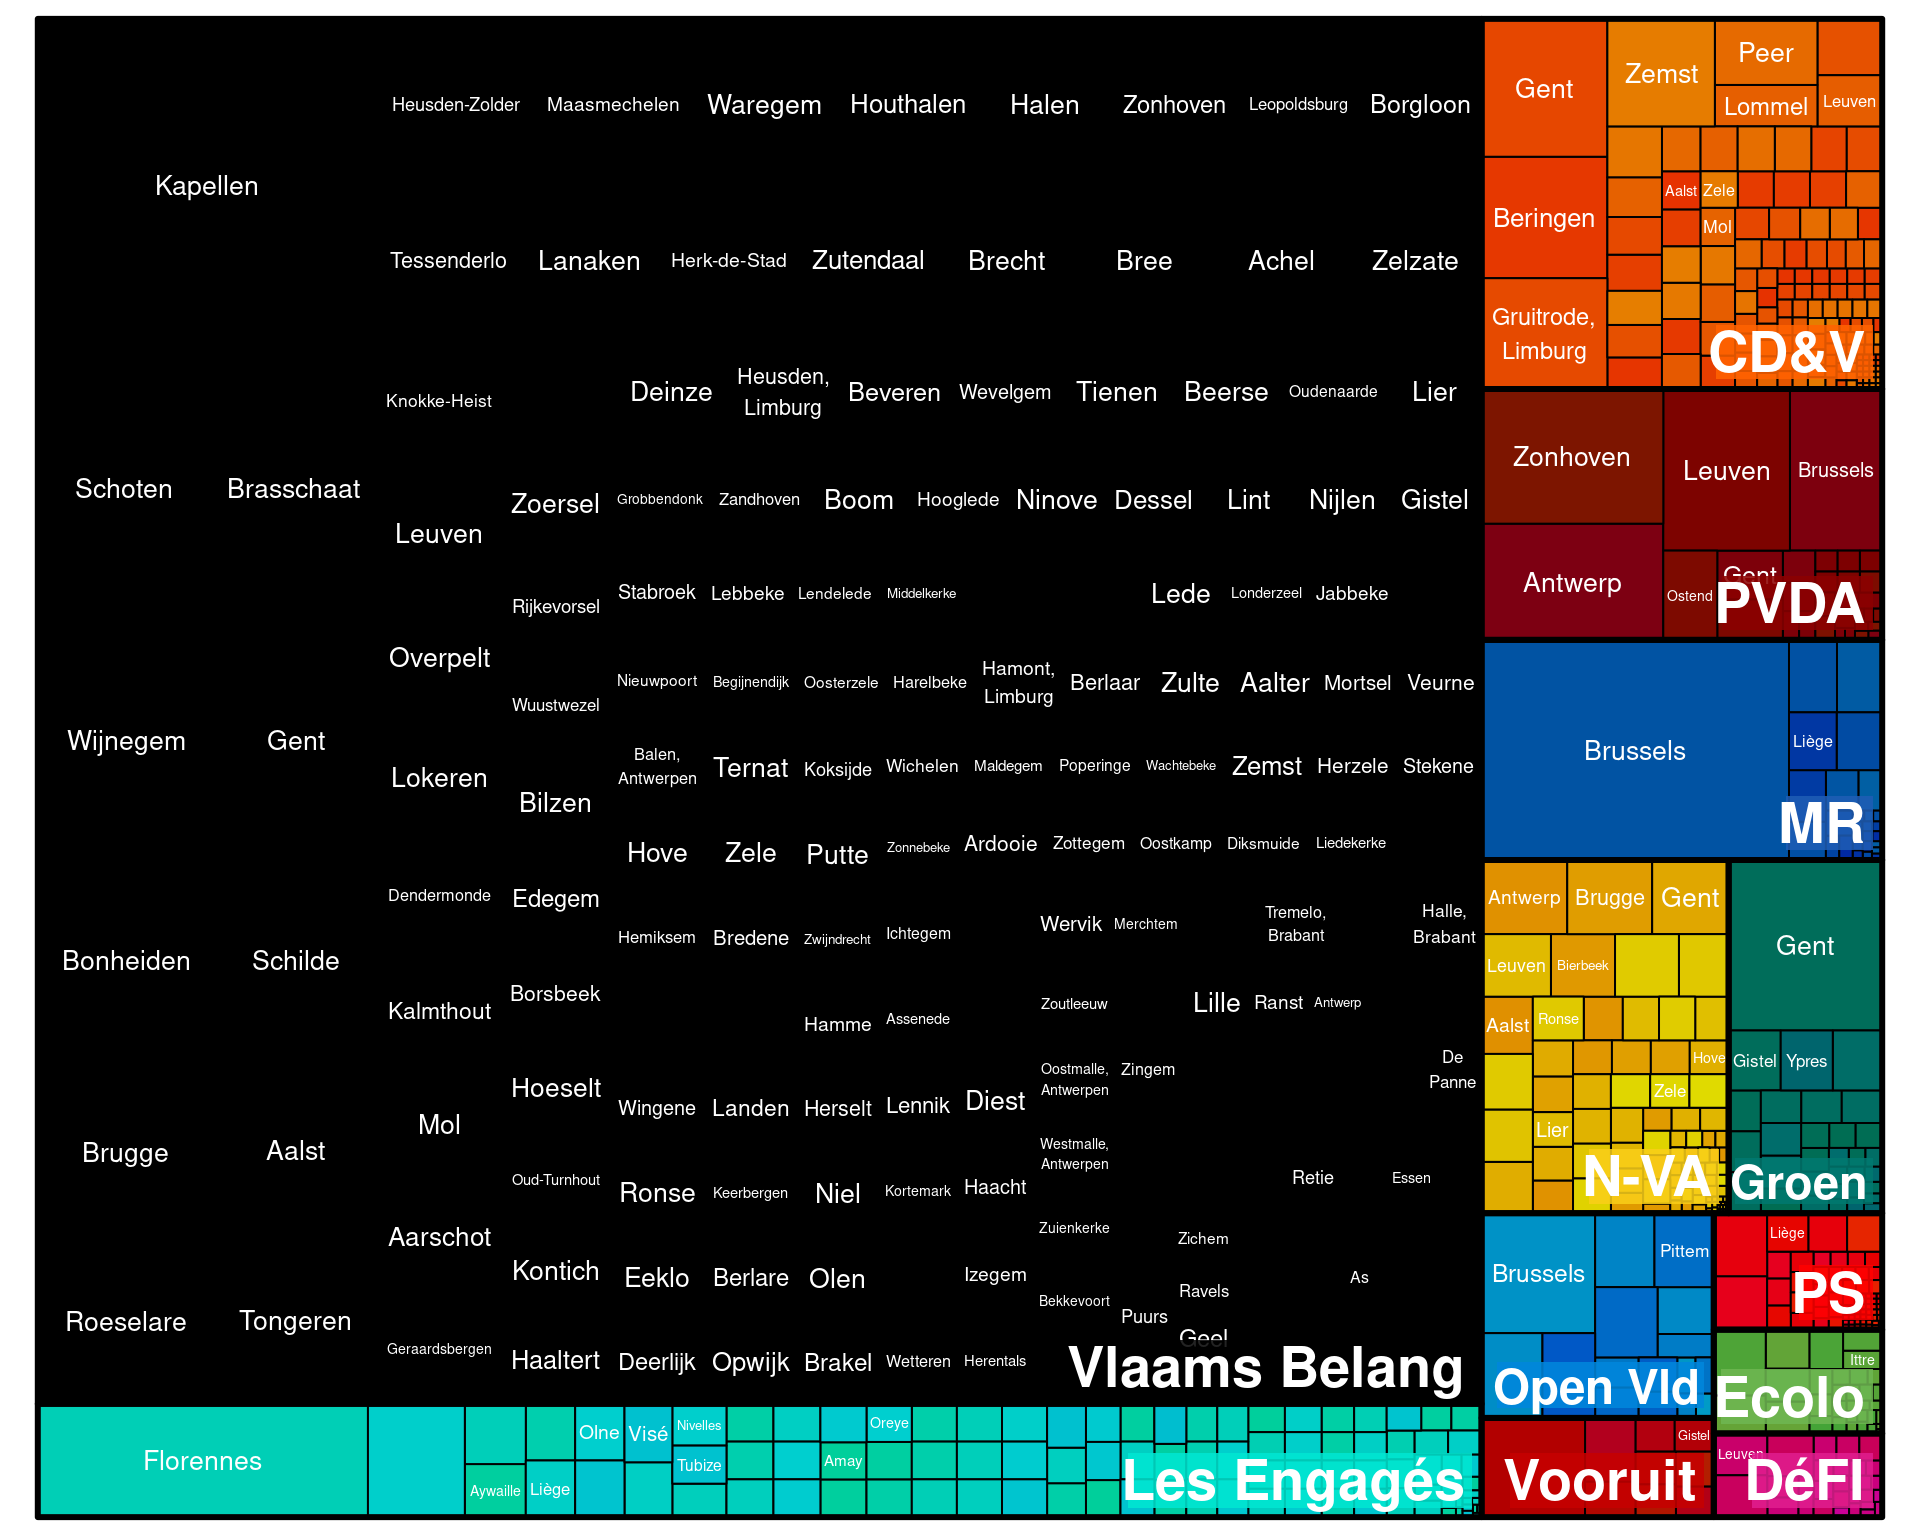 Kapellen
Schoten
Brasschaat
Wijnegem
Gent
Bonheiden
Schilde
Brugge
Aalst
Roeselare
Tongeren
Heusden-Zolder
Maasmechelen
Waregem
Houthalen
Halen
Zonhoven
Leopoldsburg
Borgloon
Tessenderlo
Lanaken
Herk-de-Stad
Zutendaal
Brecht
Bree
Achel
Zelzate
Knokke-Heist
Leuven
Overpelt
Lokeren
Dendermonde
Kalmthout
Mol
Aarschot
Geraardsbergen
Zoersel
Rijkevorsel
Wuustwezel
Bilzen
Edegem
Borsbeek
Hoeselt
Oud-Turnhout
Kontich
Haaltert
Deinze
Heusden,
Limburg
Beveren
Wevelgem
Tienen
Beerse
Oudenaarde
Lier
Grobbendonk
Zandhoven
Boom
Hooglede
Ninove
Dessel
Lint
Nijlen
Gistel
Stabroek
Lebbeke
Lendelede
Middelkerke
Lede
Londerzeel
Jabbeke
Nieuwpoort
Begijnendijk
Oosterzele
Harelbeke
Hamont,
Limburg
Berlaar
Zulte
Aalter
Mortsel
Veurne
Balen,
Antwerpen
Ternat
Koksijde
Wichelen
Maldegem
Poperinge
Wachtebeke
Zemst
Herzele
Stekene
Hove
Zele
Putte
Zonnebeke
Ardooie
Zottegem
Oostkamp
Diksmuide
Liedekerke
Hemiksem
Bredene
Zwijndrecht
Ichtegem
Wervik
Merchtem
Tremelo,
Brabant
Halle,
Brabant
Hamme
Assenede
Zoutleeuw
Lille
Ranst
Antwerp
Oostmalle,
Antwerpen
Zingem
De
Panne
Wingene
Landen
Herselt
Lennik
Diest
Westmalle,
Antwerpen
Retie
Essen
Ronse
Keerbergen
Niel
Kortemark
Haacht
Zuienkerke
Zichem
Eeklo
Berlare
Olen
Izegem
Bekkevoort
Ravels
As
Puurs
Geel
Deerlijk
Opwijk
Brakel
Wetteren
Herentals
Vlaams Belang
Florennes
Aywaille
Liège
Olne
Visé
Nivelles
Tubize
Amay
Oreye
Les Engagés
Gent
Beringen
Gruitrode,
Limburg
Zemst
Peer
Lommel
Leuven
Aalst
Zele
Mol
CD&V
Zonhoven
Antwerp
Leuven
Brussels
Ostend
Gent
PVDA
Brussels
Liège
MR
Antwerp
Brugge
Gent
Leuven
Bierbeek
Aalst
Ronse
Hove
Zele
Lier
N-VA
Gent
Gistel
Ypres
Groen
Brussels
Pittem
Open Vld
Liège
PS
Ittre
Ecolo
Gistel
Vooruit
Leuven
DéFI